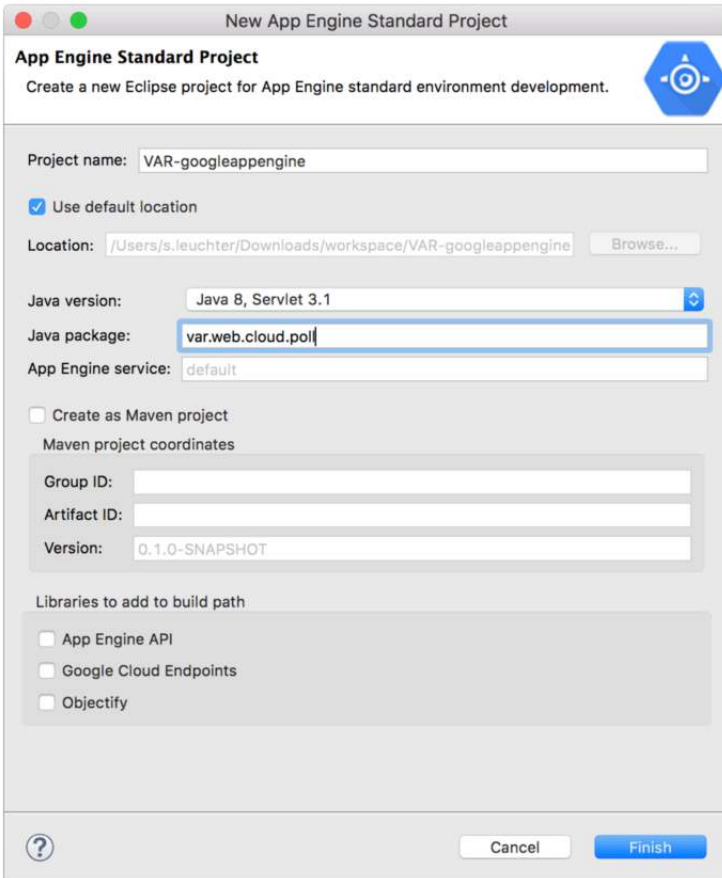 New App Engine Standard Project
App Engine Standard Project
Create a new Eclipse project for App Engine standard environment development.
Project name: VAR-googleappengine
Use default location
Location: /Users/s.leuchter/Downloads/workspace/VAR-googleappengine Browse...
Java version: Java 8, Servlet 3.1
Java package: var.web.cloud.poll
App Engine service: default
Create as Maven project
Maven project coordinates
Group ID:
Artifact ID:
Version: 0.1.0-SNAPSHOT
Libraries to add to build path
App Engine API
Google Cloud Endpoints
Objectify
? Cancel Finish